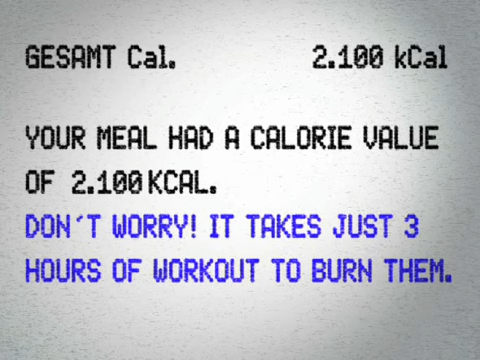 GESAMT Cal. 2.100 kCal
YOUR MEAL HAD A CALORIE VALUE
OF 2.100 KCAL.
DON´T WORRY! IT TAKES JUST 3
HOURS OF WORKOUT TO BURN THEM.